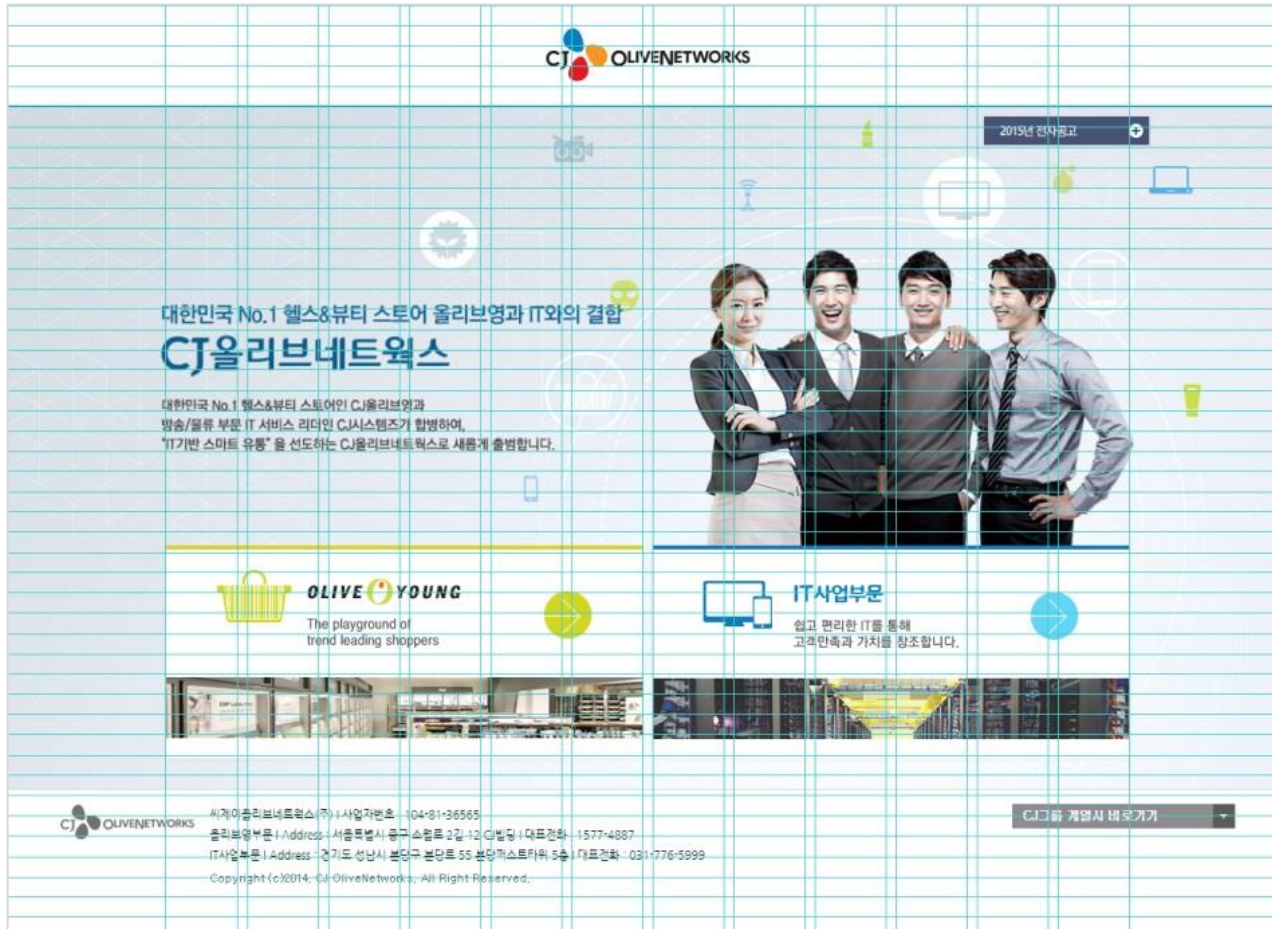 CJ OLIVENETWORKS
2015년 전자공고
대한민국 No.1 헬스&뷰티 스토어 올리브영과 IT와의 결합
CJ올리브네트웍스
대한민국 No.1 헬스&뷰티 스토어인 CJ올리브영과
방송/물류 부문 IT 서비스 리더인 CJ시스템즈가 합병하여,
"IT기반 스마트 유통" 을 선도하는 CJ올리브네트웍스로 새롭게 출범합니다.
OLIVE YOUNG
The playground of
trend leading shoppers
IT사업부문
쉽고 편리한 IT를 통해
고객만족과 가치를 창조합니다.
CJ OLIVENETWORKS
씨제이올리브네트웍스(주) | 사업자번호 : 104-81-36565
올리브영부문 | Address : 서울특별시 중구 소월로 2길 12 CJ빌딩 | 대표전화 : 1577-4887
IT사업부문 | Address : 경기도 성남시 분당구 분당로 55 분당퍼스트타워 5층 | 대표전화 : 031-776-5999
Copyright (c)2014. CJ OliveNetworks. All Right Reserved.
CJ그룹 계열사 바로가기